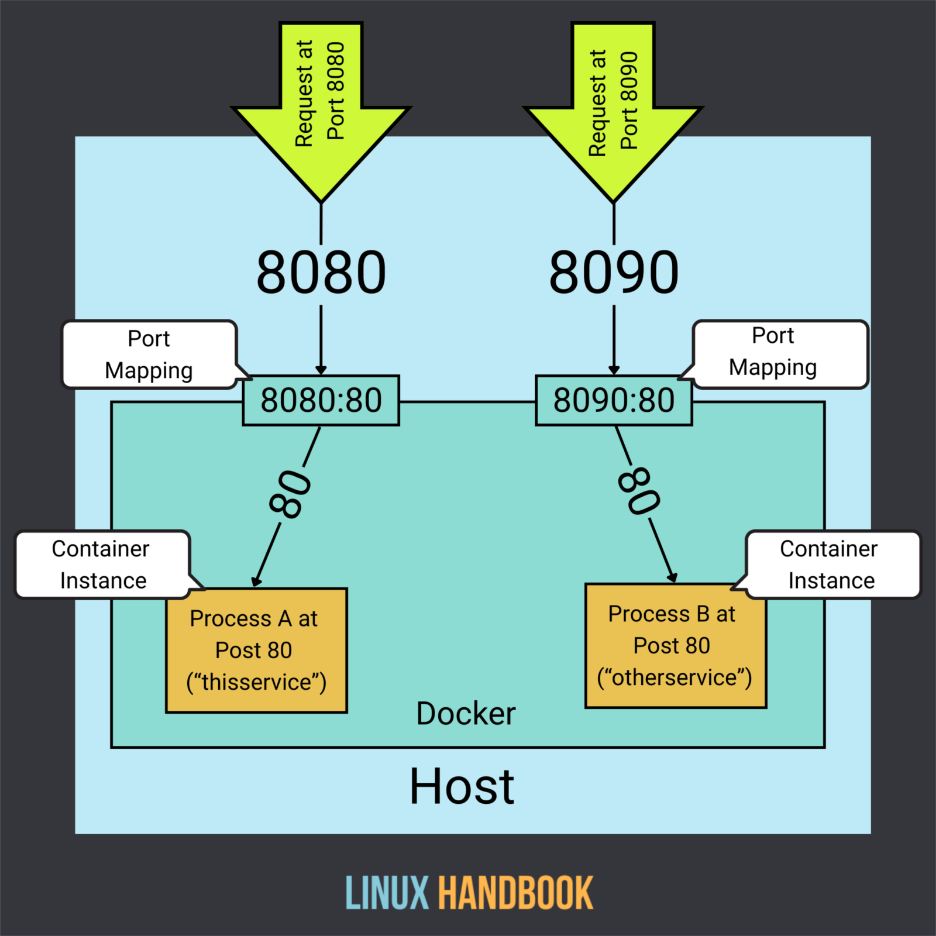 Request at
Port 8080
Request at
Port 8090
8080
8090
Port
Mapping
Port
Mapping
8080:80
8090:80
80
80
Container
Instance
Container
Instance
Process A at
Post 80
(“thisservice”)
Process B at
Post 80
(“otherservice”)
Docker
Host
LINUX HANDBOOK